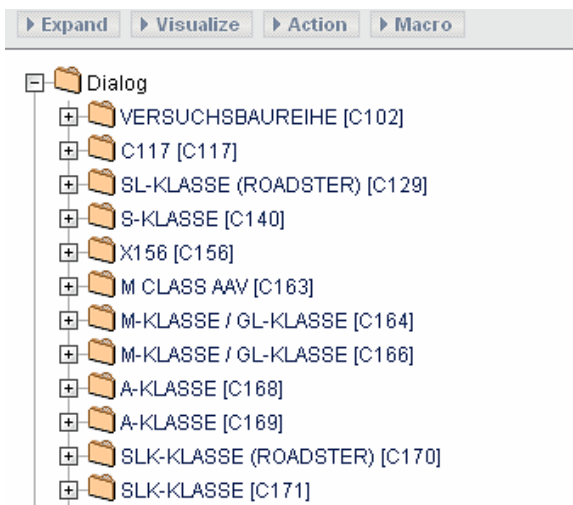 Expand Visualize Action Macro
Dialog
VERSUCHSBAUREIHE [C102]
C117 [C117]
SL-KLASSE (ROADSTER) [C129]
S-KLASSE [C140]
X156 [C156]
M CLASS AAV [C163]
M-KLASSE / GL-KLASSE [C164]
M-KLASSE / GL-KLASSE [C166]
A-KLASSE [C168]
A-KLASSE [C169]
SLK-KLASSE (ROADSTER) [C170]
SLK-KLASSE [C171]